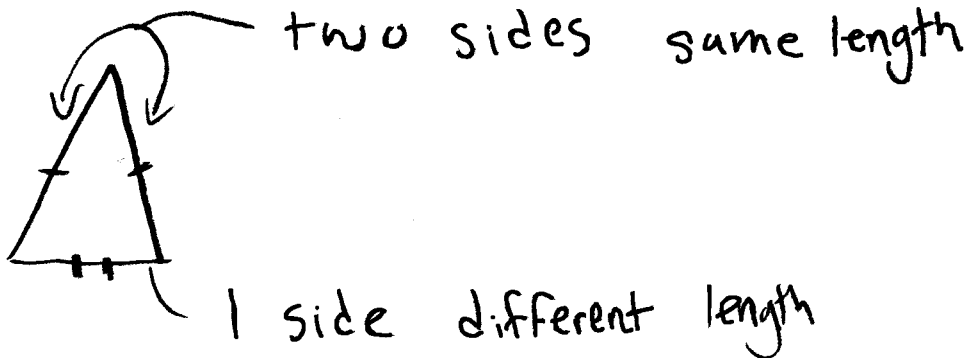 two sides same length
1 side different length